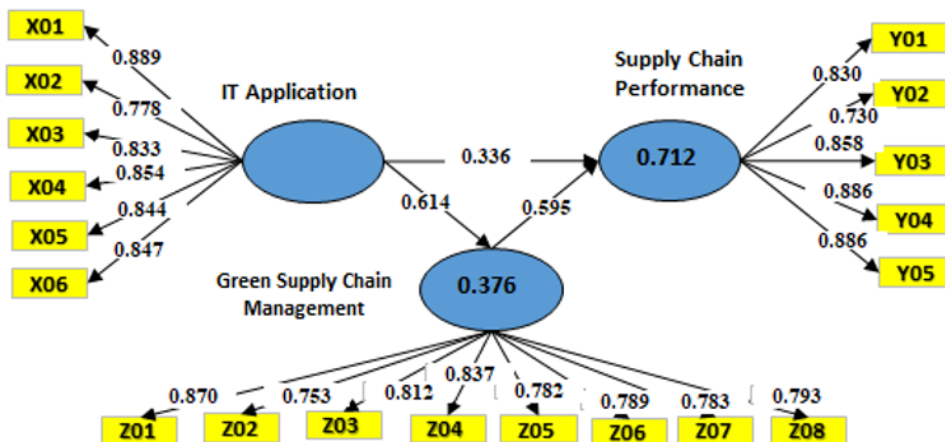 X01
0.889
X02
0.778
X03
0.833
X04
0.854
X05
0.844
X06
0.847
IT Application
Supply Chain
Performance
0.336
0.712
0.614
0.595
Green Supply Chain
Management
0.376
Y01
0.830
Y02
0.730
Y03
0.858
Y04
0.886
Y05
0.886
0.870
0.753
0.812
0.837
0.782
0.789
0.783
0.793
Z01
Z02
Z03
Z04
Z05
Z06
Z07
Z08